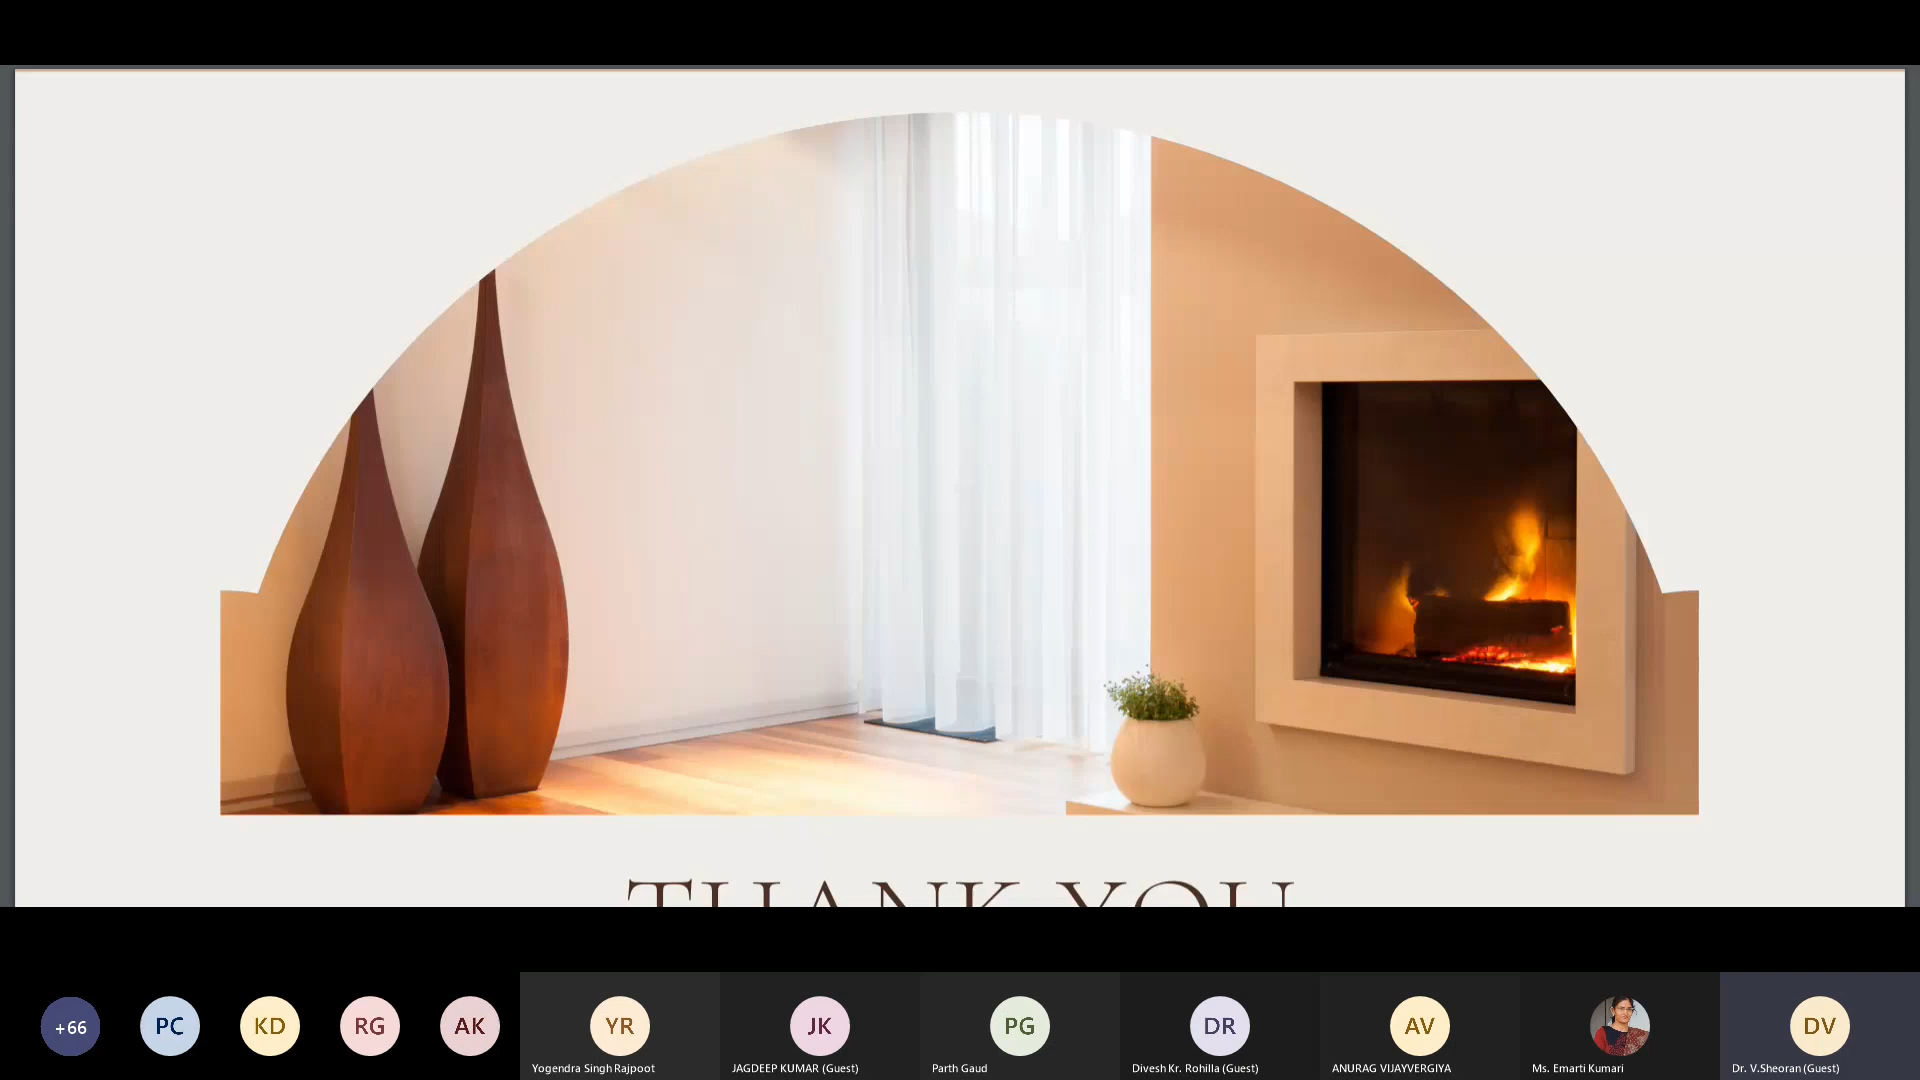 THANK YOU
+66
PC
KD
RG
AK
YR
JK
PG
DR
AV
DV
Yogendra Singh Rajpoot
JAGDEEP KUMAR (Guest)
Parth Gaud
Divesh Kr. Rohilla (Guest)
ANURAG VIJAYVERGIYA
Ms. Emarti Kumari
Dr. V.Sheoran (Guest)